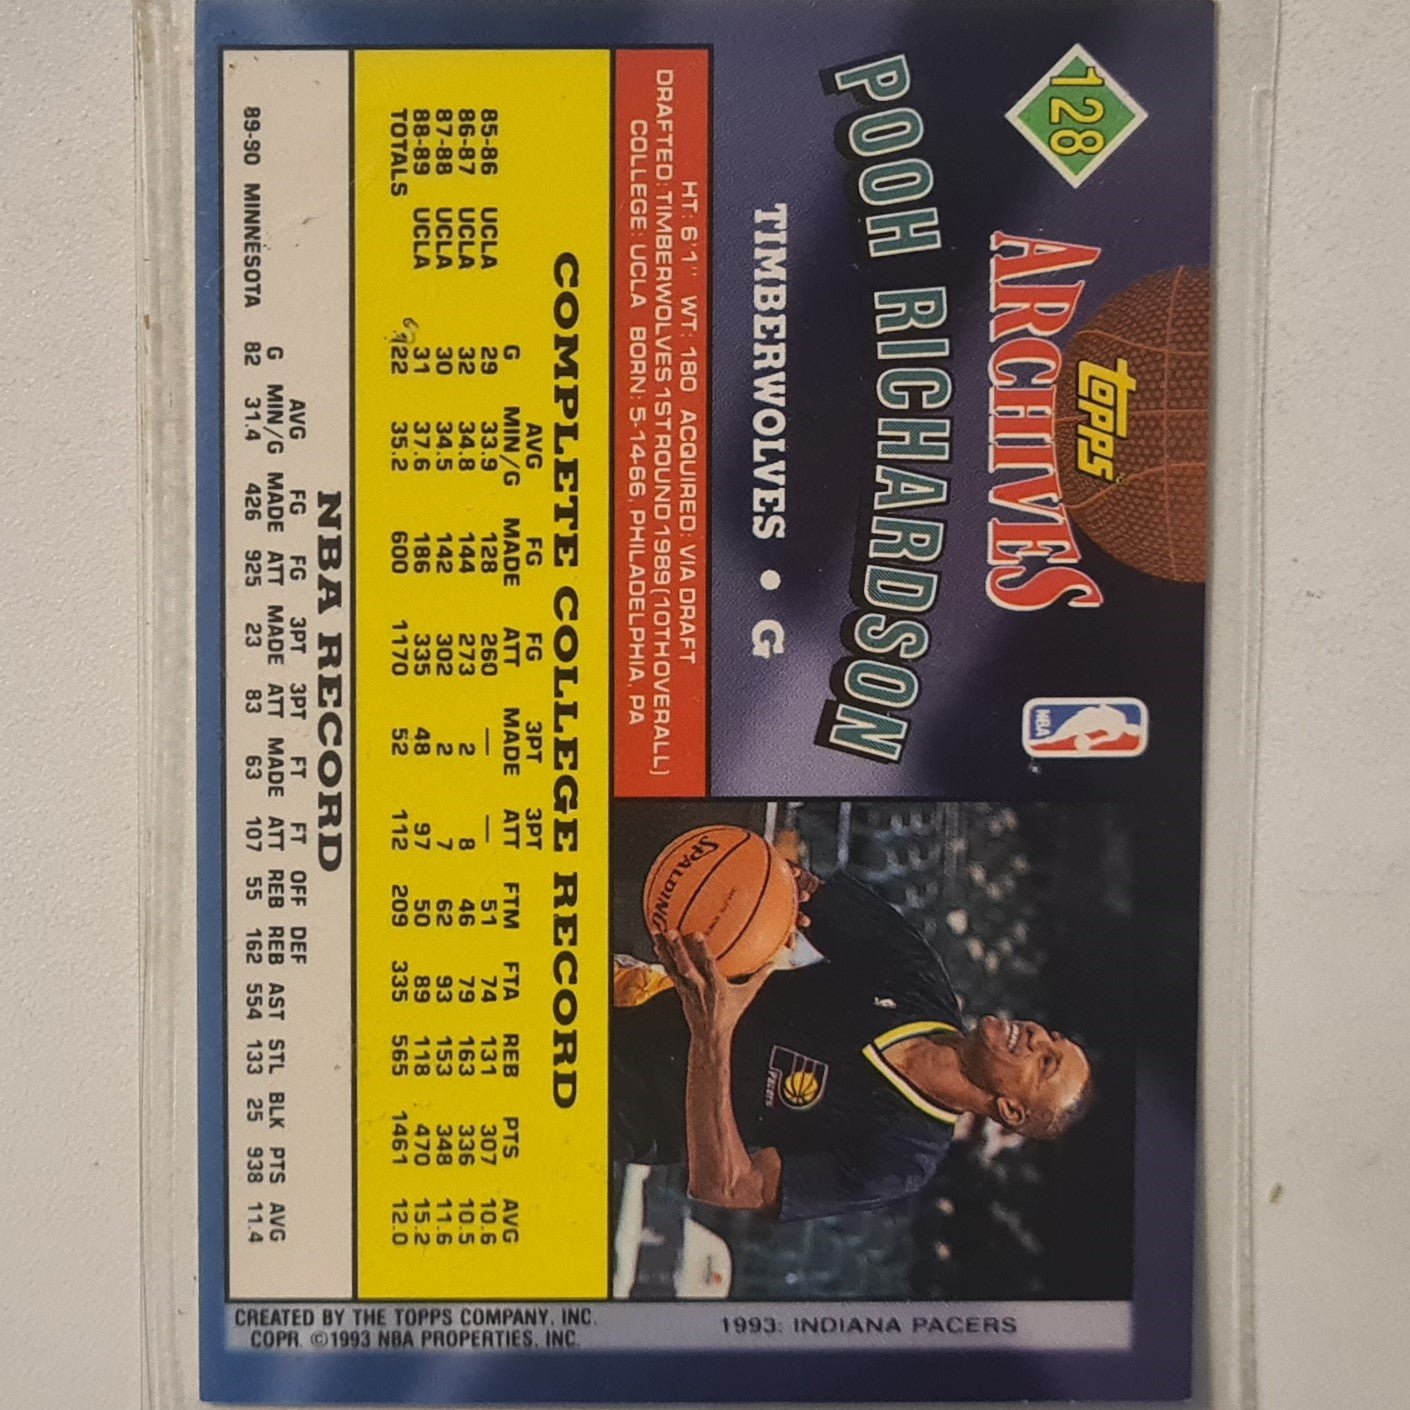 128
topps
ARCHIVES
NBA
POOH RICHARDSON
TIMBERWOLVES • G
HT: 6'1" WT: 180 ACQUIRED: VIA DRAFT
DRAFTED: TIMBERWOLVES 1ST ROUND 1989 (10TH OVERALL)
COLLEGE: UCLA BORN: 5-14-66, PHILADELPHIA, PA
SPALDING
PACERS
1993: INDIANA PACERS
COMPLETE COLLEGE RECORD
AVG FG FG 3PT 3PT
G MIN/G MADE ATT MADE ATT FTM FTA REB PTS AVG
85-86 UCLA 29 33.9 128 260 — — 51 74 131 307 10.6
86-87 UCLA 32 34.8 144 273 2 8 46 79 163 336 10.5
87-88 UCLA 30 34.5 142 302 2 7 62 93 153 348 11.6
88-89 UCLA 31 37.6 186 335 48 97 50 89 118 470 15.2
TOTALS 122 35.2 600 1170 52 112 209 335 565 1461 12.0
NBA RECORD
AVG FG FG 3PT 3PT FT FT OFF DEF
G MIN/G MADE ATT MADE ATT MADE ATT REB REB AST STL BLK PTS AVG
89-90 MINNESOTA 82 31.4 426 925 23 83 63 107 55 162 554 133 25 938 11.4
CREATED BY THE TOPPS COMPANY, INC.
COPR. ©1993 NBA PROPERTIES, INC.